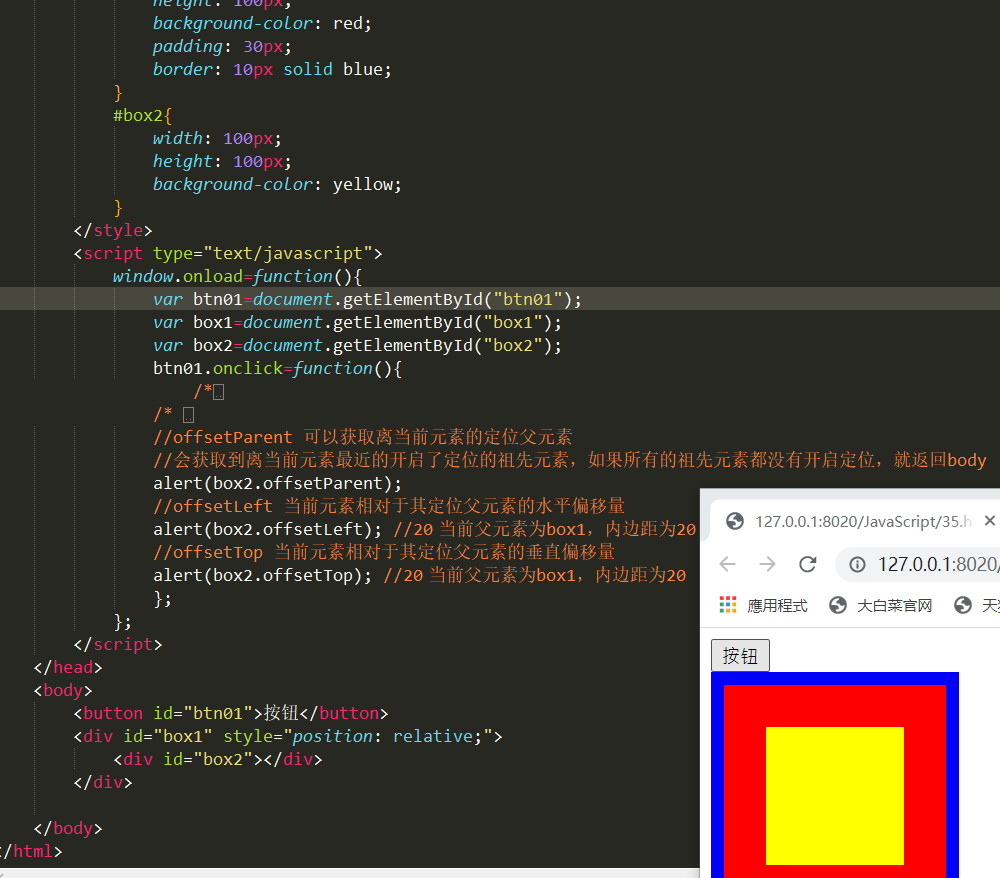 height: 100px;
background-color: red;
padding: 30px;
border: 10px solid blue;
}
#box2{
width: 100px;
height: 100px;
background-color: yellow;
}
</style>
<script type="text/javascript">
window.onload=function(){
var btn01=document.getElementById("btn01");
var box1=document.getElementById("box1");
var box2=document.getElementById("box2");
btn01.onclick=function(){
/*
/*
//offsetParent 可以获取离当前元素的定位父元素
//会获取到离当前元素最近的开启了定位的祖先元素，如果所有的祖先元素都没有开启定位，就返回body
alert(box2.offsetParent);
//offsetLeft 当前元素相对于其定位父元素的水平偏移量
alert(box2.offsetLeft); //20 当前父元素为box1，内边距为20
//offsetTop 当前元素相对于其定位父元素的垂直偏移量
alert(box2.offsetTop); //20 当前父元素为box1，内边距为20
};
};
</script>
</head>
<body>
<button id="btn01">按钮</button>
<div id="box1" style="position: relative;">
<div id="box2"></div>
</div>
</body>
</html>
127.0.0.1:8020/JavaScript/35.h
127.0.0.1:8020/
應用程式 大白菜官网
按钮